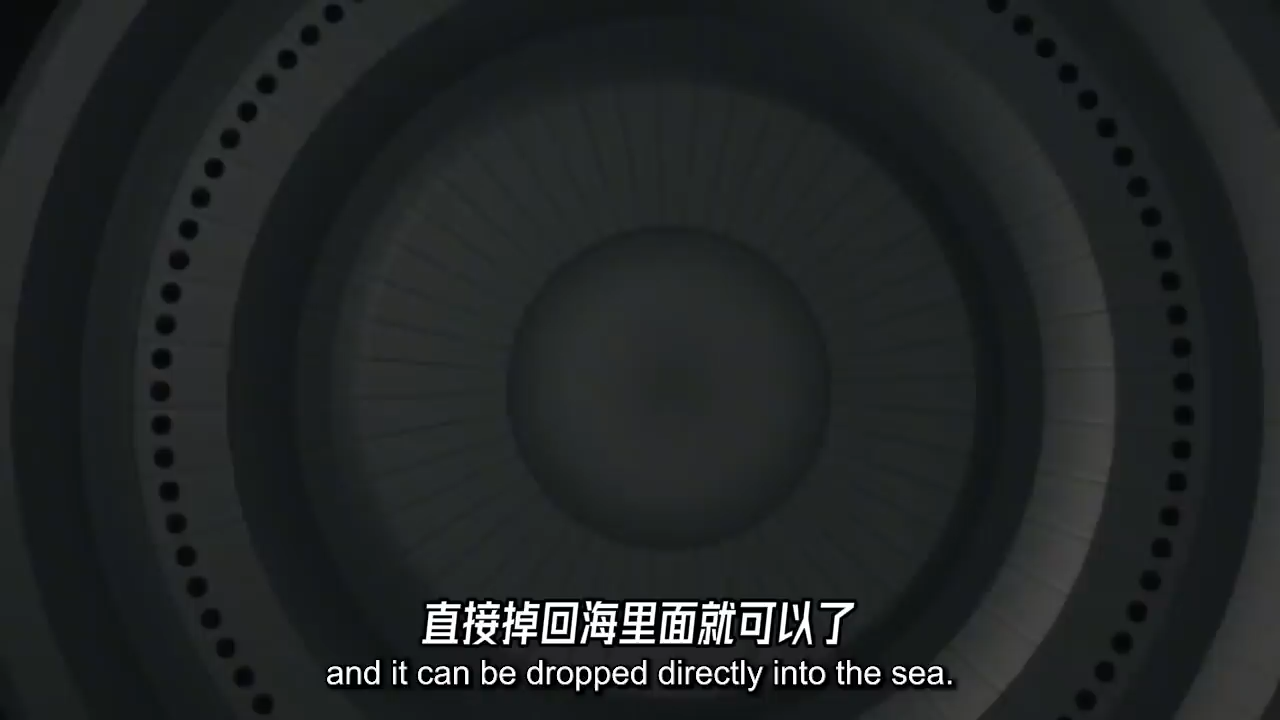 直接掉回海里面就可以了
and it can be dropped directly into the sea.